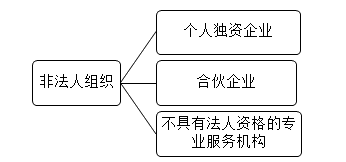 个人独资企业
非法人组织
合伙企业
不具有法人资格的专
业服务机构